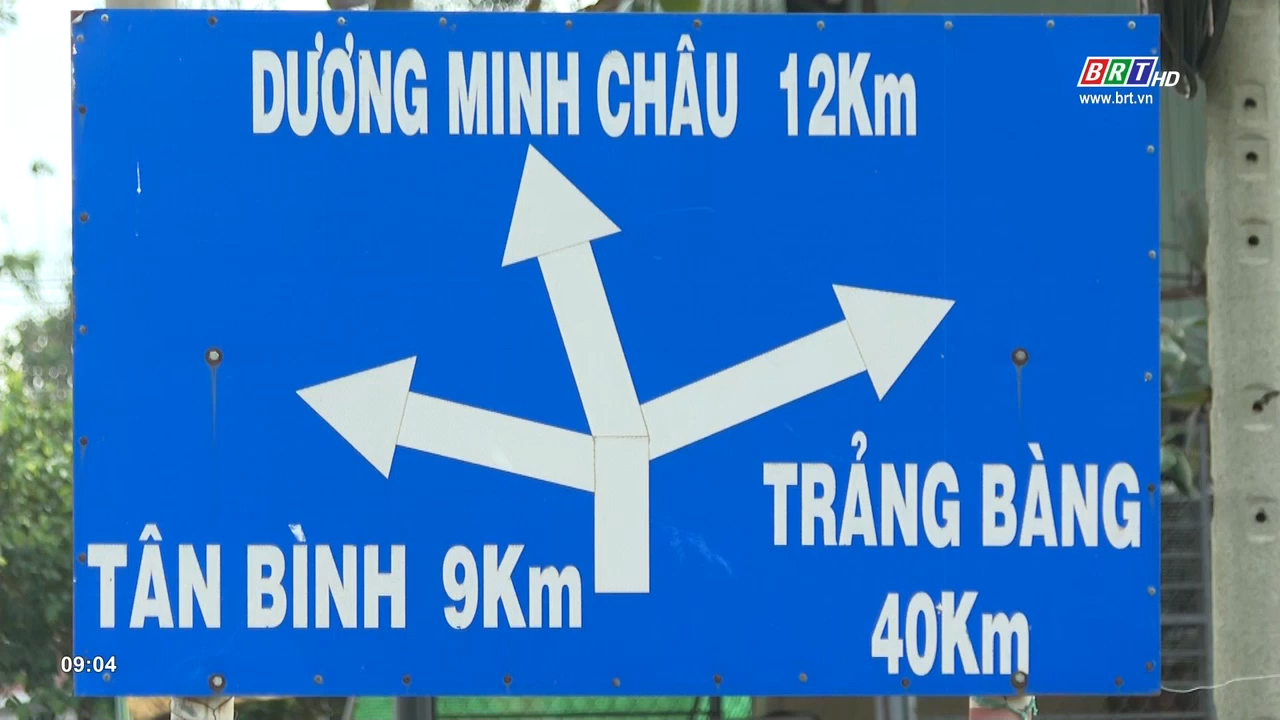 DƯƠNG MINH CHÂU 12Km
BRTHD
www.brt.vn
TRẢNG BÀNG
40Km
TÂN BÌNH 9Km
09:04